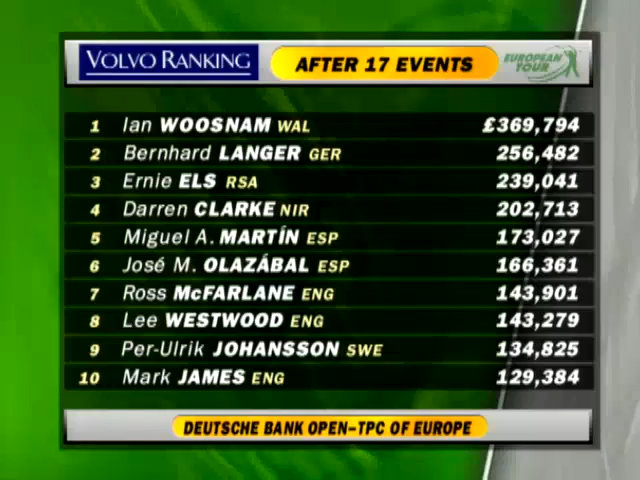 VOLVO RANKING AFTER 17 EVENTS EUROPEAN TOUR
1 Ian WOOSNAM WAL £369,794
2 Bernhard LANGER GER 256,482
3 Ernie ELS RSA 239,041
4 Darren CLARKE NIR 202,713
5 Miguel A. MARTÍN ESP 173,027
6 José M. OLAZÁBAL ESP 166,361
7 Ross McFARLANE ENG 143,901
8 Lee WESTWOOD ENG 143,279
9 Per-Ulrik JOHANSSON SWE 134,825
10 Mark JAMES ENG 129,384
DEUTSCHE BANK OPEN-TPC OF EUROPE